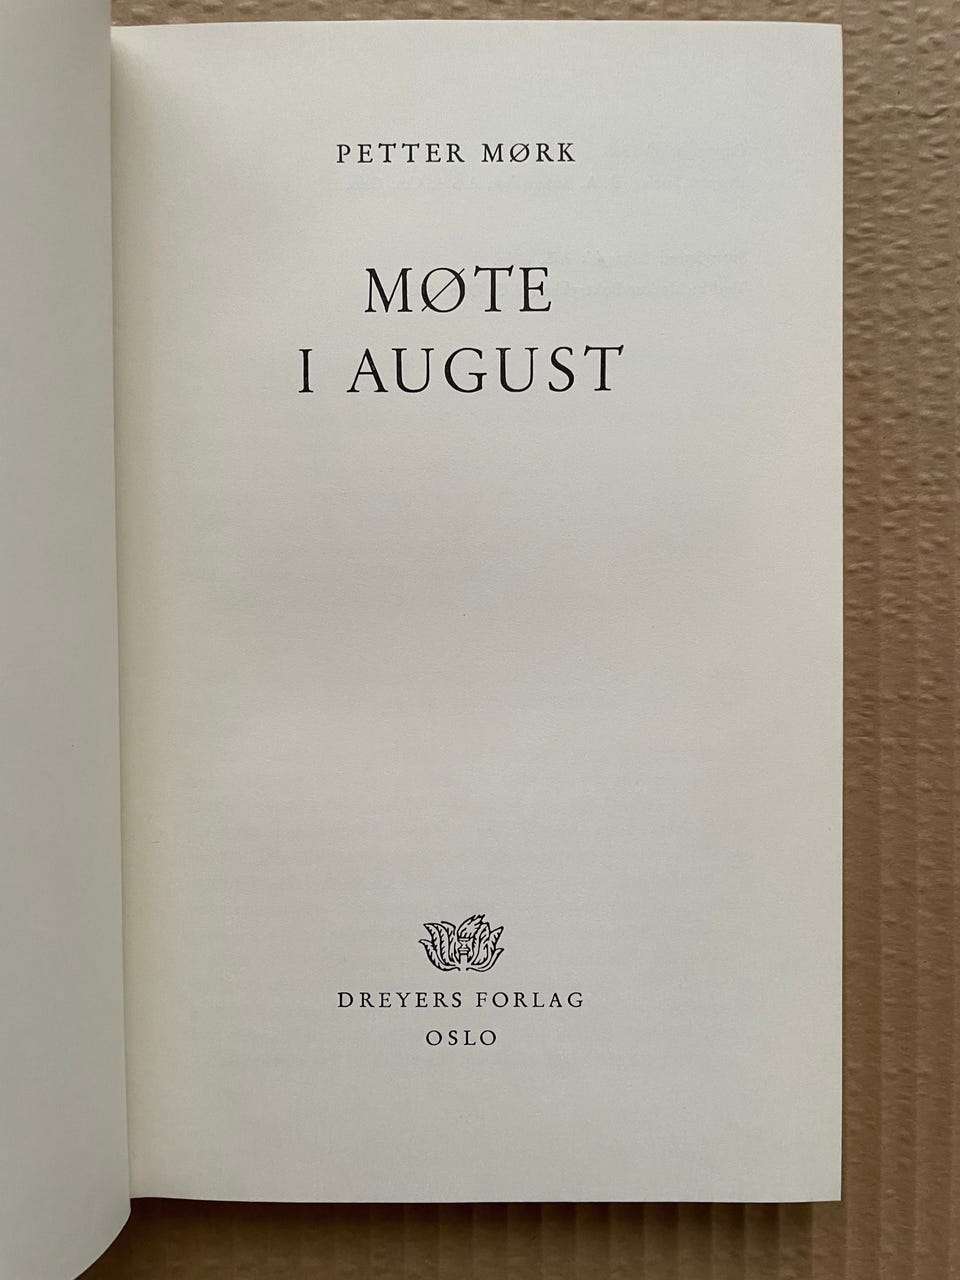 PETTER MØRK
MØTE
I AUGUST
DREYERS FORLAG
OSLO